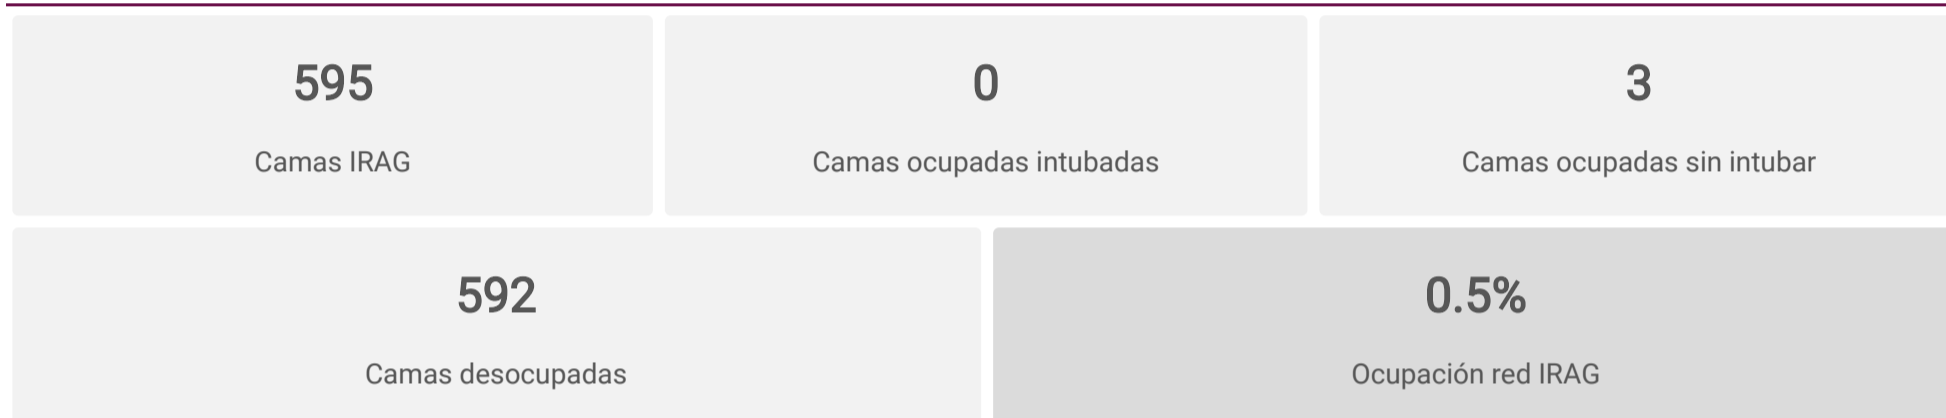 595
Camas IRAG
0
Camas ocupadas intubadas
3
Camas ocupadas sin intubar
592
Camas desocupadas
0.5%
Ocupación red IRAG